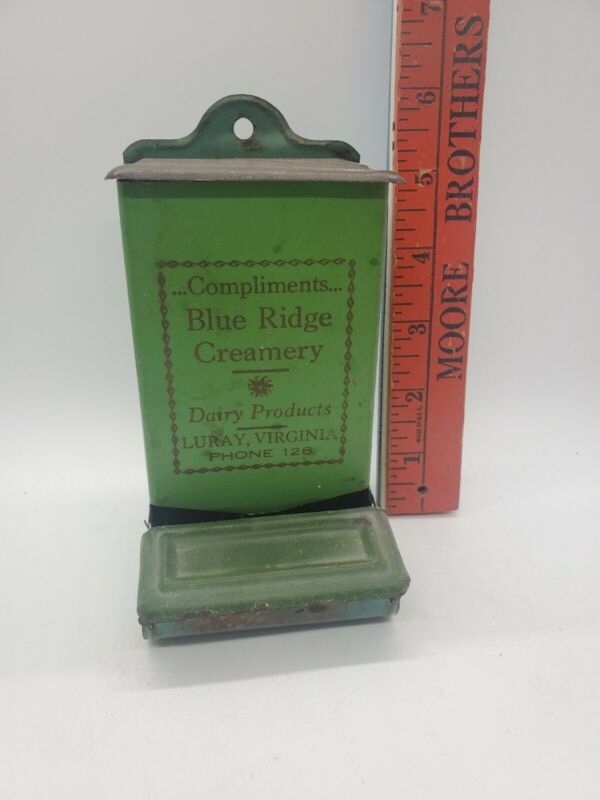 ...Compliments...
Blue Ridge
Creamery
Dairy Products
LURAY, VIRGINIA
PHONE 128
MOORE BROTHERS
1
2
3
4
5
6
7